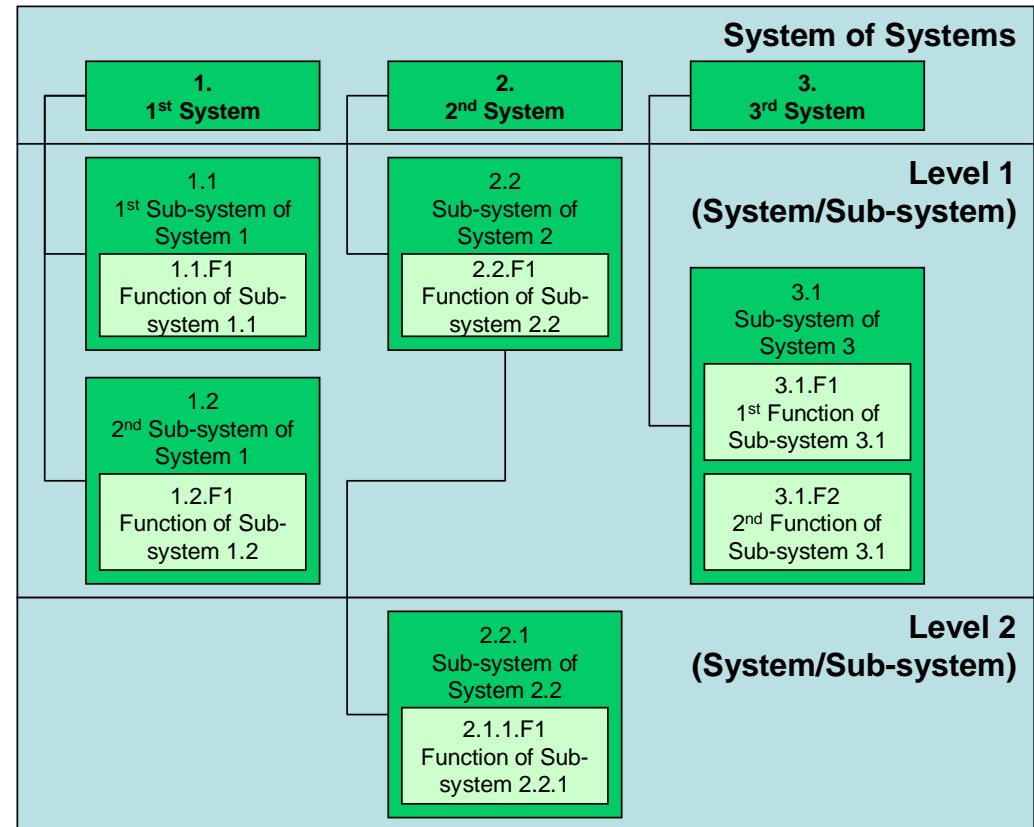 System of Systems
1.
1st System
2.
2nd System
3.
3rd System
Level 1
(System/Sub-system)
1.1
1st Sub-system of
System 1
1.1.F1
Function of Sub-
system 1.1
2.2
Sub-system of
System 2
2.2.F1
Function of Sub-
system 2.2
3.1
Sub-system of
System 3
3.1.F1
1st Function of
Sub-system 3.1
3.1.F2
2nd Function of
Sub-system 3.1
1.2
2nd Sub-system of
System 1
1.2.F1
Function of Sub-
system 1.2
Level 2
(System/Sub-system)
2.2.1
Sub-system of
System 2.2
2.1.1.F1
Function of Sub-
system 2.2.1